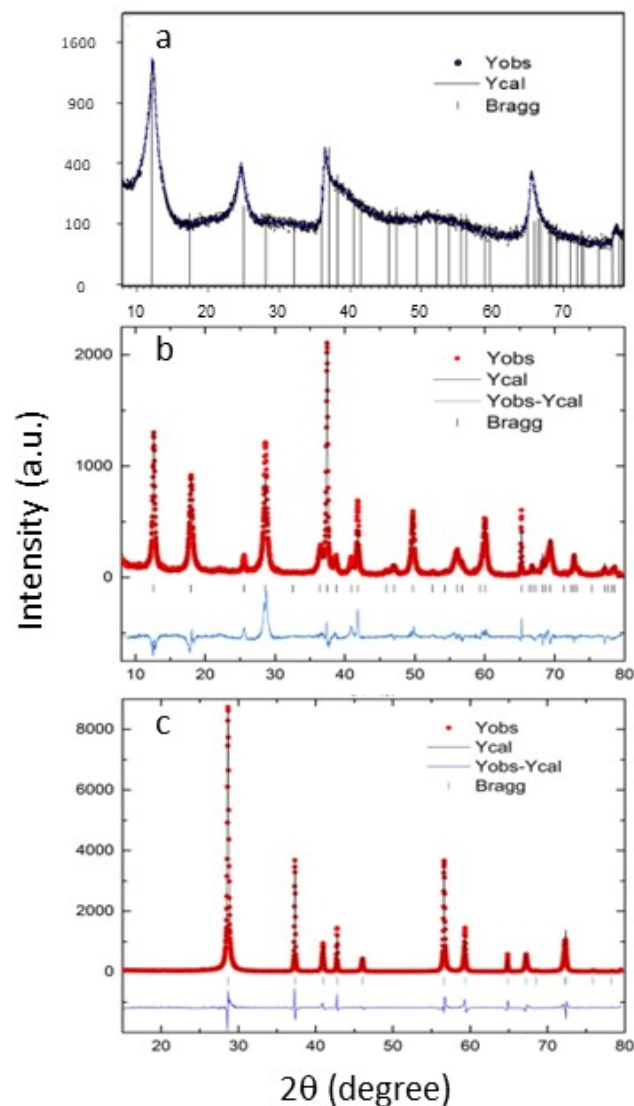 a
Yobs
Ycal
Bragg
1600
900
400
100
0
10 20 30 40 50 60 70
b
Yobs
Ycal
Yobs-Ycal
Bragg
2000
1000
0
10 20 30 40 50 60 70 80
c
Yobs
Ycal
Yobs-Ycal
Bragg
8000
6000
4000
2000
0
20 30 40 50 60 70 80
Intensity (a.u.)
2θ (degree)